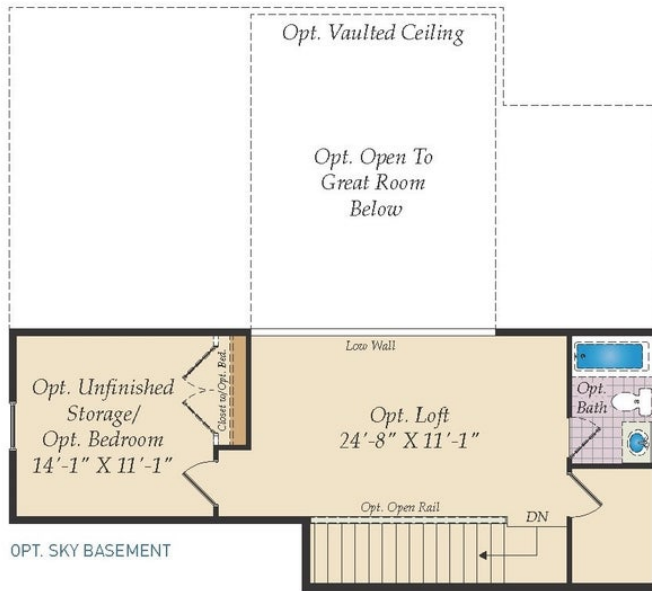 Opt. Vaulted Ceiling
Opt. Open To
Great Room
Below
Low Wall
Opt. Unfinished
Storage/
Opt. Bedroom
14'-1" X 11'-1"
Closet w/Opt. Bed.
Opt. Loft
24'-8" X 11'-1"
Opt.
Bath
Opt. Open Rail
DN
OPT. SKY BASEMENT